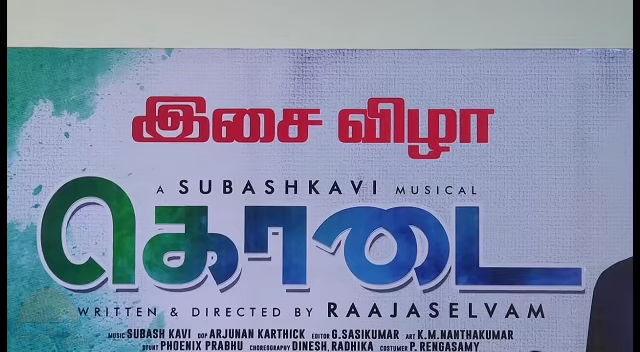 இசை விழா
A SUBASHKAVI MUSICAL
கொடை
WRITTEN & DIRECTED BY RAAJASELVAM
MUSIC SUBASH KAVI DOP ARJUNAN KARTHICK EDITOR G.SASIKUMAR ART K.M.NANTHAKUMAR
STUNT PHOENIX PRABHU CHOREOGRAPHY DINESH, RADHIKA COSTUMER P. RENGASAMY